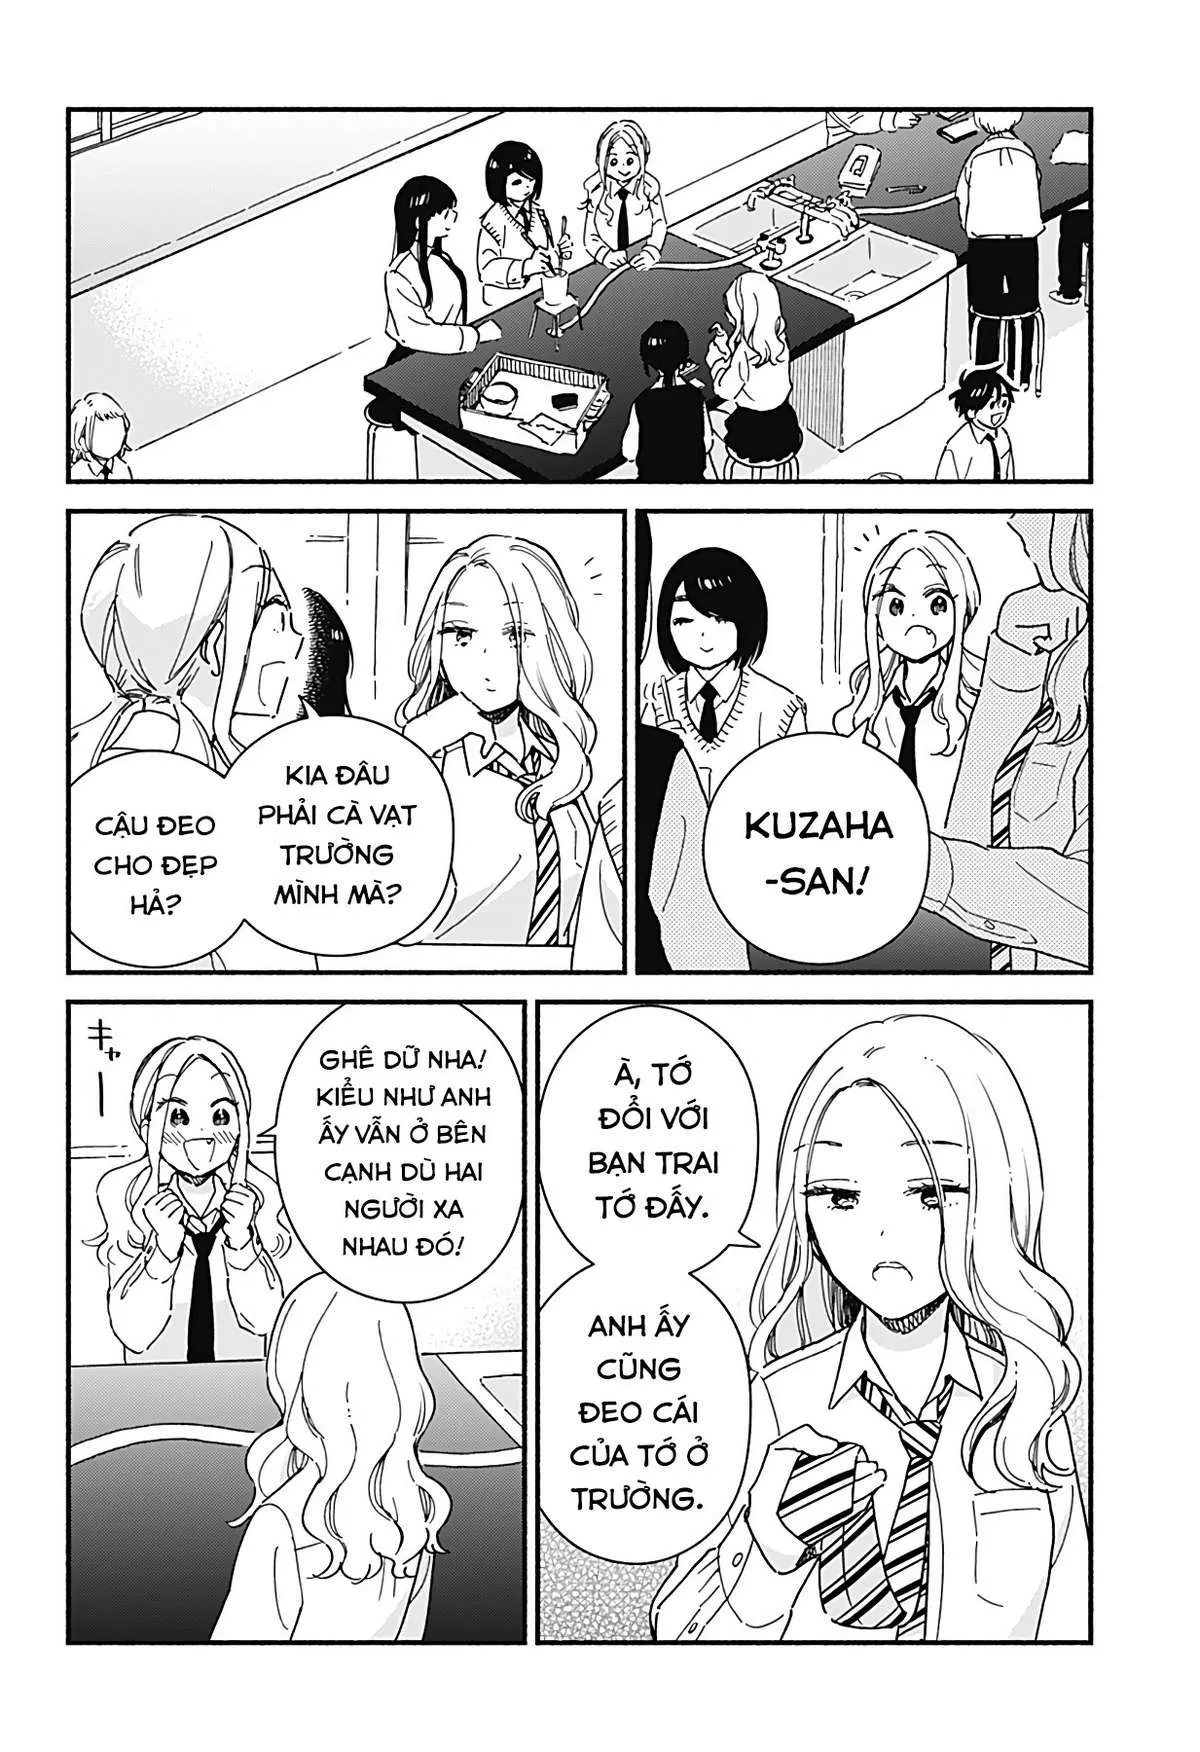 KUZAHA
-SAN!
KIA ĐÂU
PHẢI CÀ VẠT
TRƯỜNG
MÌNH MÀ?
CẬU ĐEO
CHO ĐẸP
HẢ?
À, TỚ
ĐỔI VỚI
BẠN TRAI
TỚ ĐẤY.
ANH ẤY
CŨNG
ĐEO CÁI
CỦA TỚ Ở
TRƯỜNG.
GHÊ DỮ NHA!
KIỂU NHƯ ANH
ẤY VẪN Ở BÊN
CẠNH DÙ HAI
NGƯỜI XA
NHAU ĐÓ!
キャー